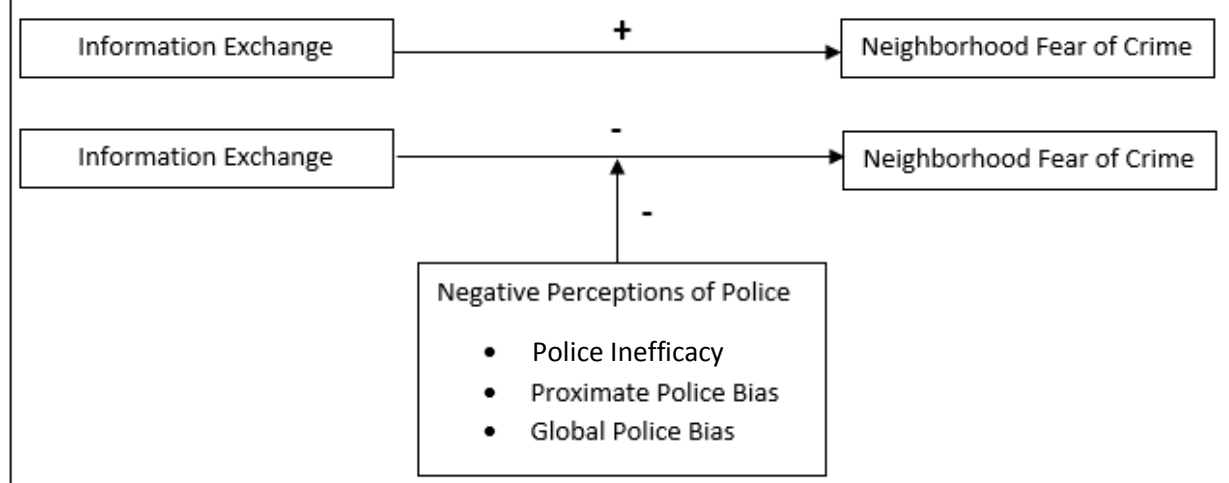 +
Information Exchange
Neighborhood Fear of Crime
-
Information Exchange
Neighborhood Fear of Crime
-
Negative Perceptions of Police
• Police Inefficacy
• Proximate Police Bias
• Global Police Bias